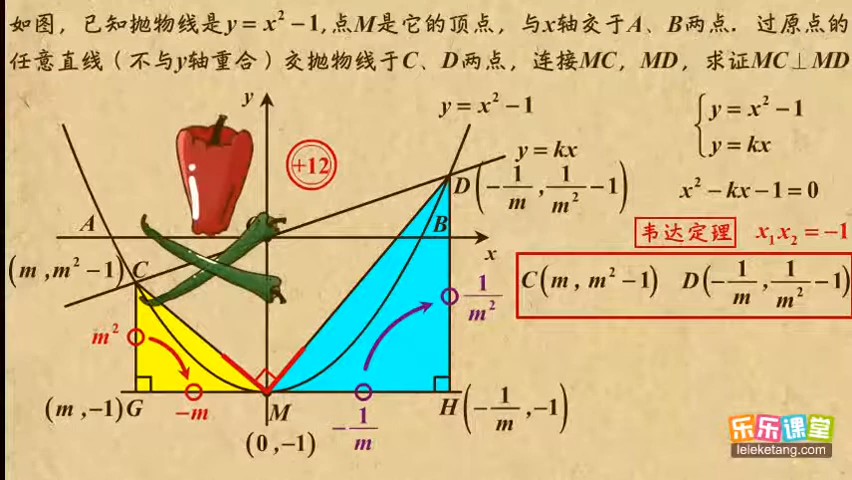 如图，已知抛物线是y = x² − 1，点M是它的顶点，与x轴交于A、B两点．过原点的
任意直线（不与y轴重合）交抛物线于C、D两点，连接MC，MD，求证MC⊥MD
y
y = x² − 1
{ y = x² − 1
y = kx
+12
y = kx
D(−1/m, 1/m² − 1)
x² − kx − 1 = 0
A
B
韦达定理 x₁x₂ = −1
x
(m, m² − 1) C
C(m, m² − 1) D(−1/m, 1/m² − 1)
1/m²
m²
(m, −1) G
−m
M
−1/m
H(−1/m, −1)
(0, −1)
乐乐课堂
leleketang.com